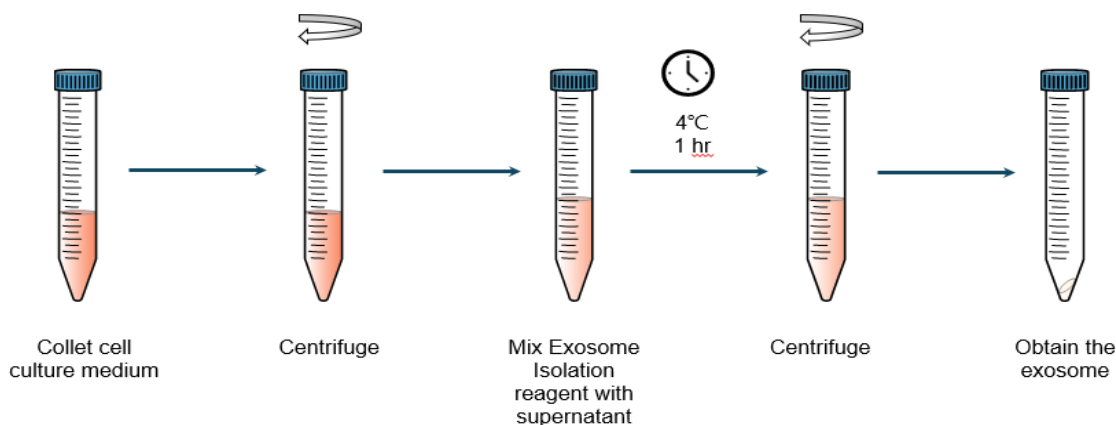 4°C
1 hr
Collet cell
culture medium
Centrifuge
Mix Exosome
Isolation
reagent with
supernatant
Centrifuge
Obtain the
exosome